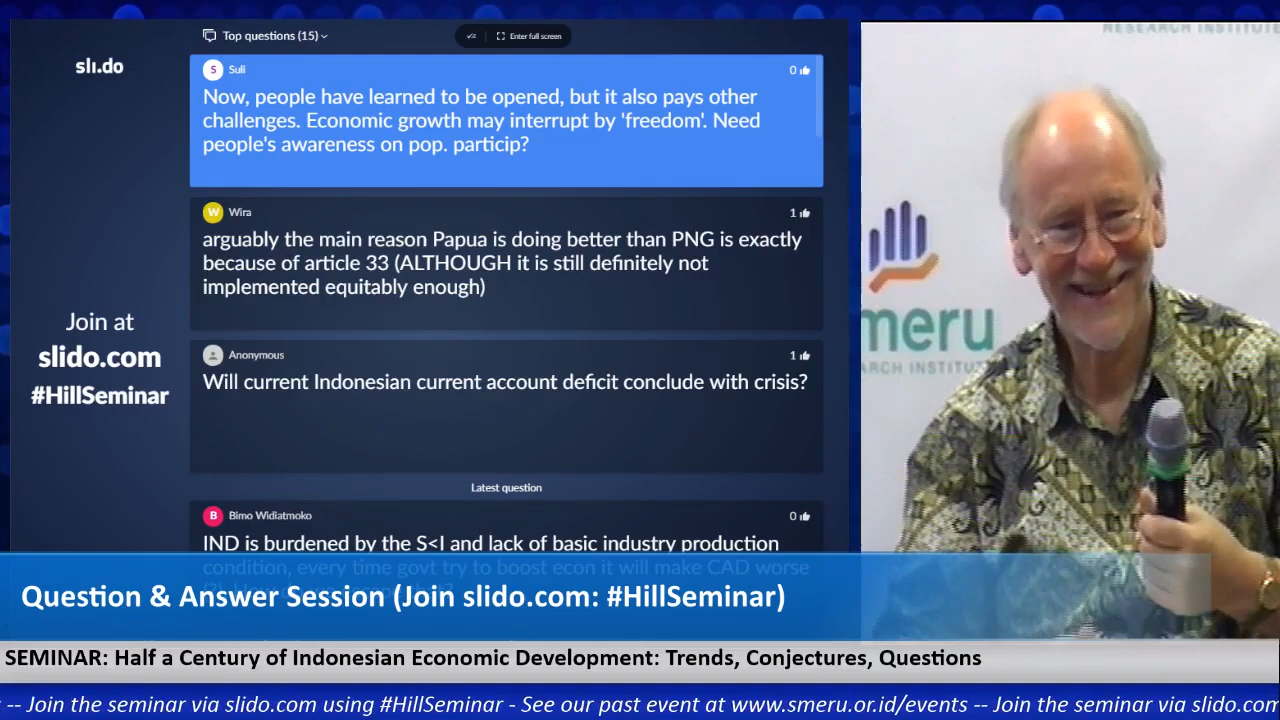 Top questions (15)
Enter full screen
sli.do
S Suli 0
Now, people have learned to be opened, but it also pays other
challenges. Economic growth may interrupt by 'freedom'. Need
people's awareness on pop. particip?
W Wira 1
arguably the main reason Papua is doing better than PNG is exactly
because of article 33 (ALTHOUGH it is still definitely not
implemented equitably enough)
Anonymous 1
Will current Indonesian current account deficit conclude with crisis?
Join at
slido.com
#HillSeminar
Latest question
B Bimo Widiatmoko 0
IND is burdened by the S<I and lack of basic industry production
condition, every time govt try to boost econ it will make CAD worse
RESEARCH INSTITUTE
smeru
ARCH INSTITU
Question & Answer Session (Join slido.com: #HillSeminar)
SEMINAR: Half a Century of Indonesian Economic Development: Trends, Conjectures, Questions
-- Join the seminar via slido.com using #HillSeminar - See our past event at www.smeru.or.id/events -- Join the seminar via slido.com